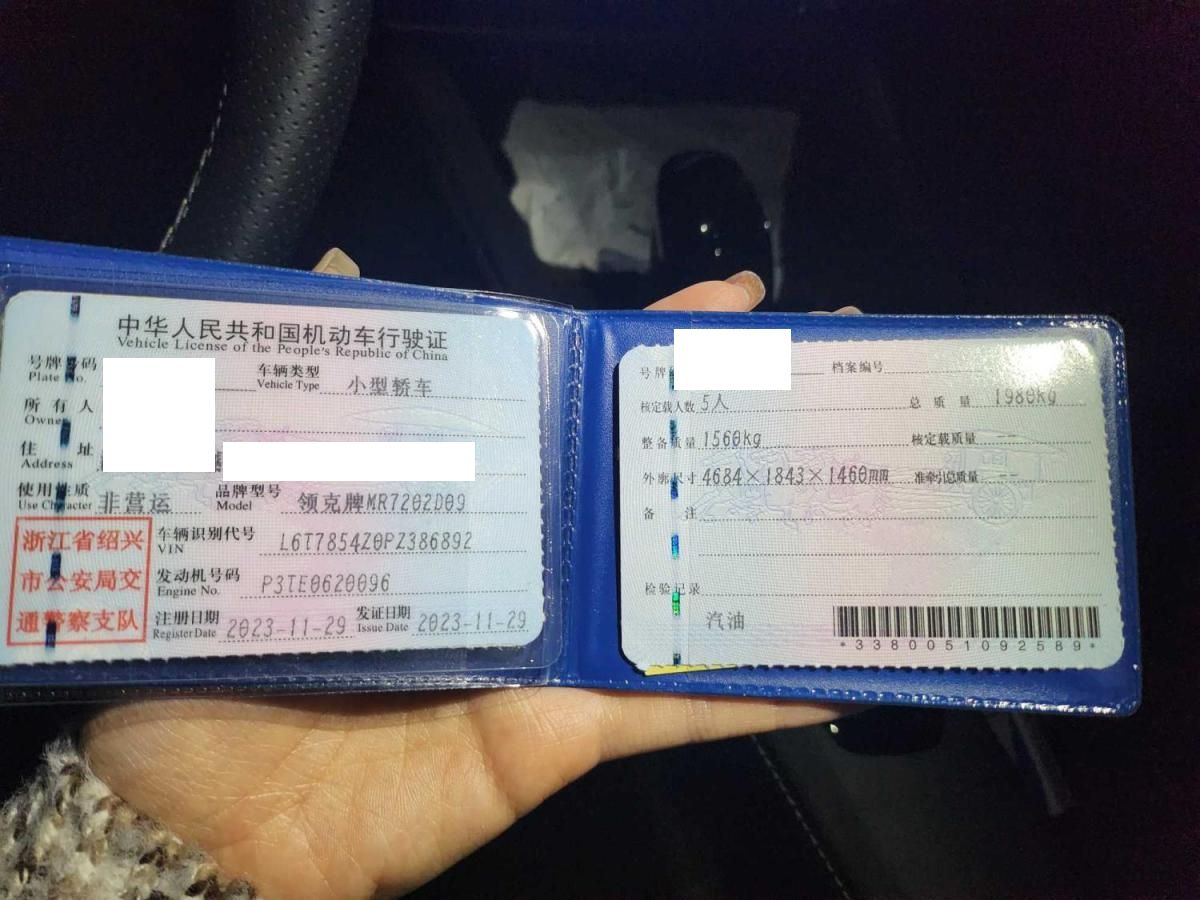 中华人民共和国机动车行驶证
Vehicle License of the People's Republic of China
号牌号码
Plate No.
车辆类型 小型轿车
Vehicle Type
所有人
Owner
住址
Address
使用性质 非营运
Use Character
品牌型号 领克牌MR7202D09
Model
浙江省绍兴
市公安局交
通警察支队
车辆识别代号 L6T7854Z0PZ386892
VIN
发动机号码 P3TE0620096
Engine No.
注册日期 2023-11-29
Register Date
发证日期 2023-11-29
Issue Date
号牌
档案编号
核定载人数 5人
总质量 1980kg
整备质量 1560kg
核定载质量 --
外廓尺寸 4684×1843×1460mm
准牵引总质量 --
备注
检验记录
汽油
*3380051092589*